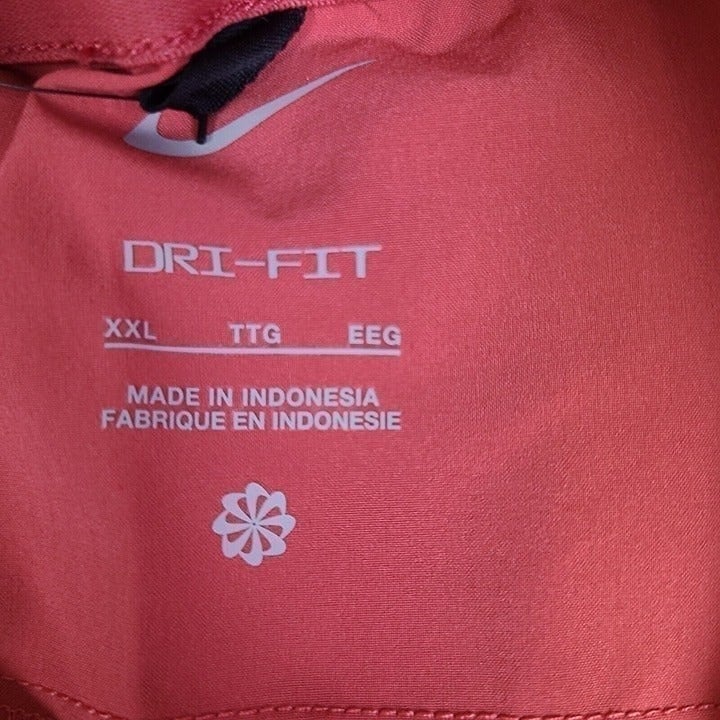 DRI-FIT
XXL TTG EEG
MADE IN INDONESIA
FABRIQUE EN INDONESIE